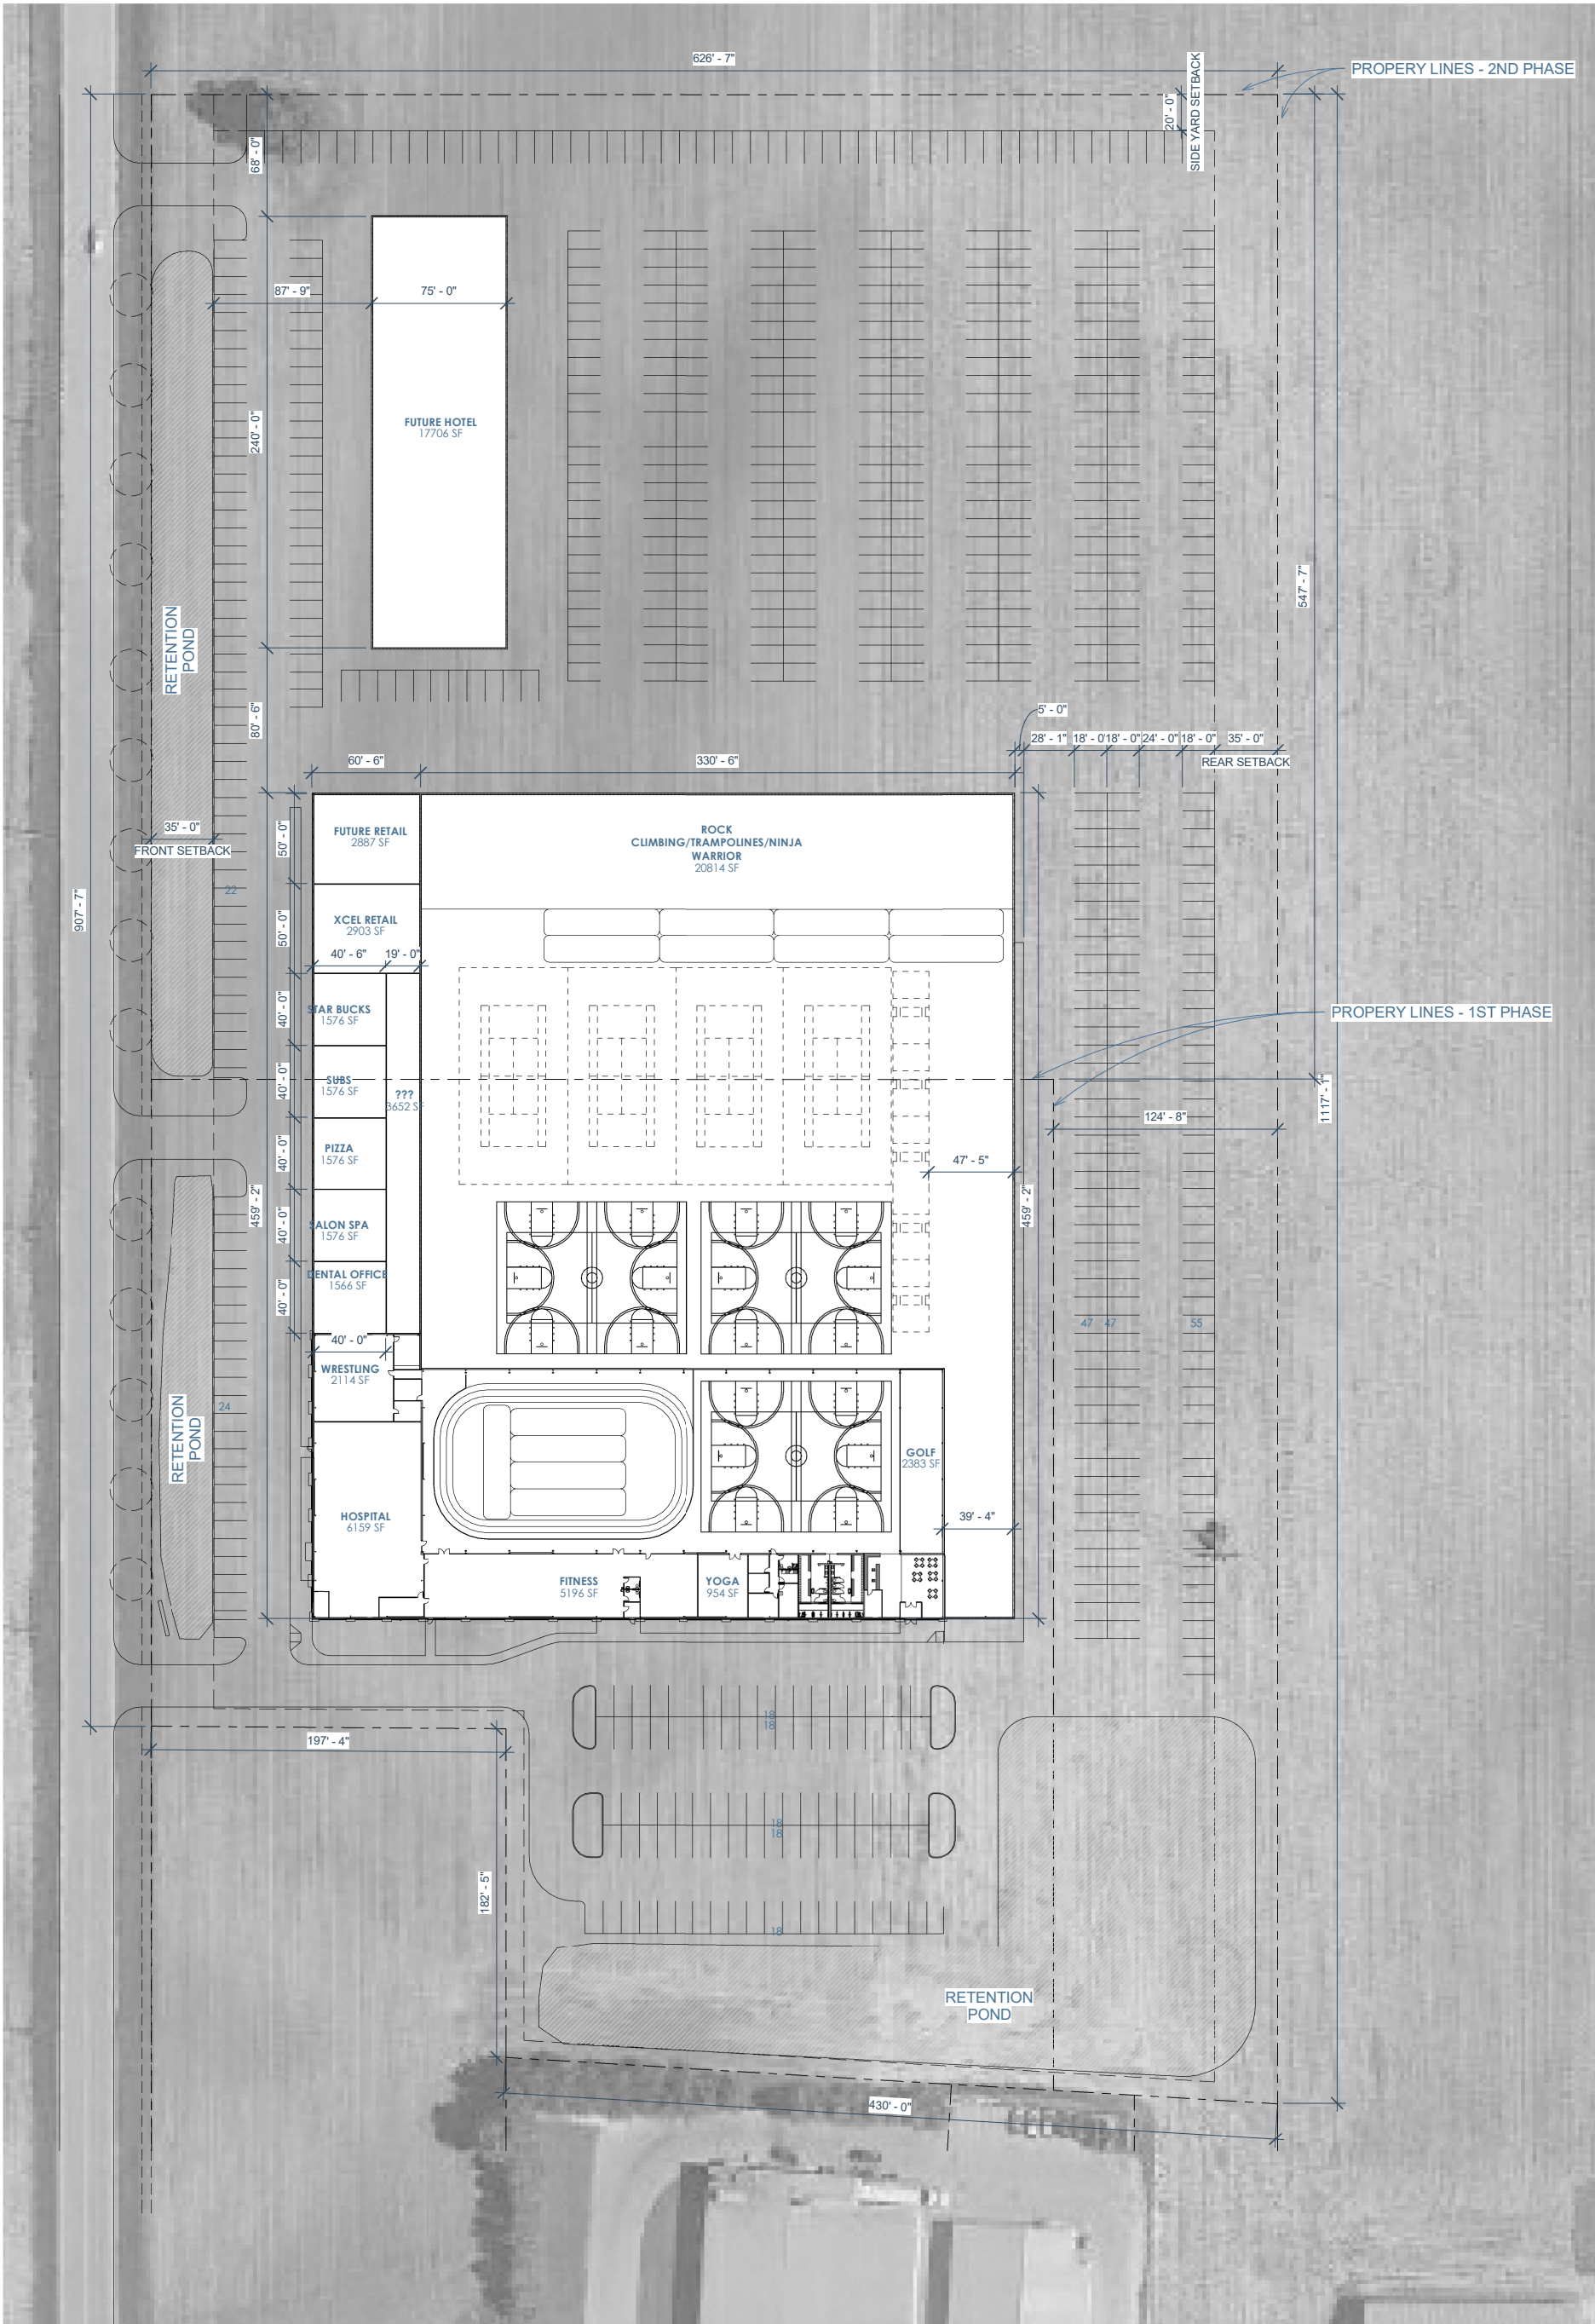 626' - 7"
PROPERY LINES - 2ND PHASE
20' - 0"
SIDE YARD SETBACK
68' - 0"
87' - 9"
75' - 0"
FUTURE HOTEL
17706 SF
240' - 0"
547' - 7"
RETENTION
POND
80' - 6"
5' - 0"
28' - 1"
18' - 0"
18' - 0"
24' - 0"
18' - 0"
35' - 0"
REAR SETBACK
60' - 6"
330' - 6"
35' - 0"
FRONT SETBACK
50' - 0"
FUTURE RETAIL
2887 SF
ROCK
CLIMBING/TRAMPOLINES/NINJA
WARRIOR
20814 SF
22
907' - 7"
50' - 0"
XCEL RETAIL
2903 SF
40' - 6"
19' - 0"
40' - 0"
STAR BUCKS
1576 SF
PROPERY LINES - 1ST PHASE
40' - 0"
SUBS
1576 SF
???
3652 SF
1117' - 1"
124' - 8"
40' - 0"
PIZZA
1576 SF
47' - 5"
459' - 2"
40' - 0"
SALON SPA
1576 SF
459' - 2"
40' - 0"
DENTAL OFFICE
1566 SF
47
47
55
40' - 0"
WRESTLING
2114 SF
24
RETENTION
POND
GOLF
2383 SF
HOSPITAL
6159 SF
39' - 4"
FITNESS
5196 SF
YOGA
954 SF
18
18
197' - 4"
18
18
182' - 5"
18
RETENTION
POND
430' - 0"